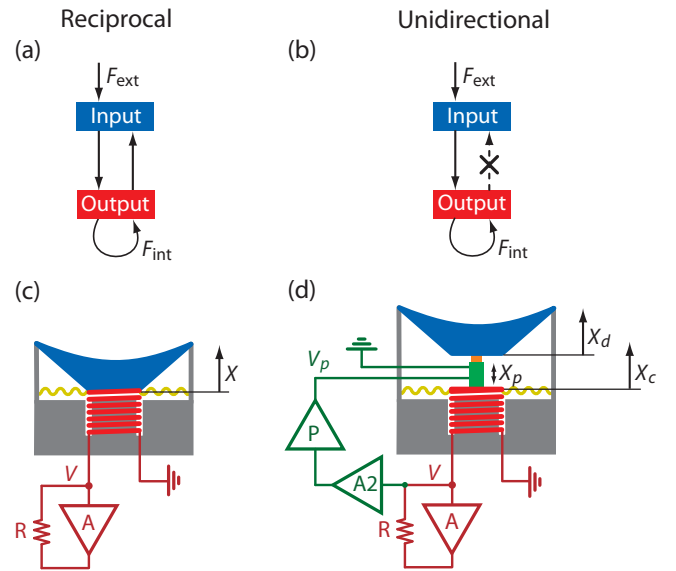 Reciprocal
Unidirectional
(a)
(b)
F_ext
F_ext
Input
Input
Output
Output
F_int
F_int
(c)
(d)
X_d
V_p
X
X_p
X_c
P
V
V
A2
R
A
R
A